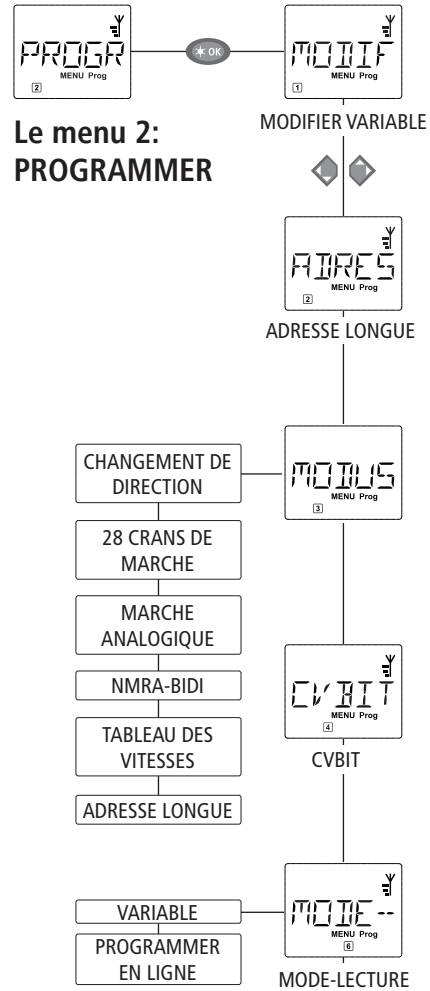 PROGR
MENU Prog
2
* OK
MODIF
MENU Prog
1
Le menu 2:
PROGRAMMER
MODIFIER VARIABLE
ADRES
MENU Prog
2
ADRESSE LONGUE
CHANGEMENT DE
DIRECTION
MODUS
MENU Prog
3
28 CRANS DE
MARCHE
MARCHE
ANALOGIQUE
NMRA-BIDI
TABLEAU DES
VITESSES
ADRESSE LONGUE
CVBIT
MENU Prog
4
CVBIT
VARIABLE
PROGRAMMER
EN LIGNE
MODE--
MENU Prog
6
MODE-LECTURE